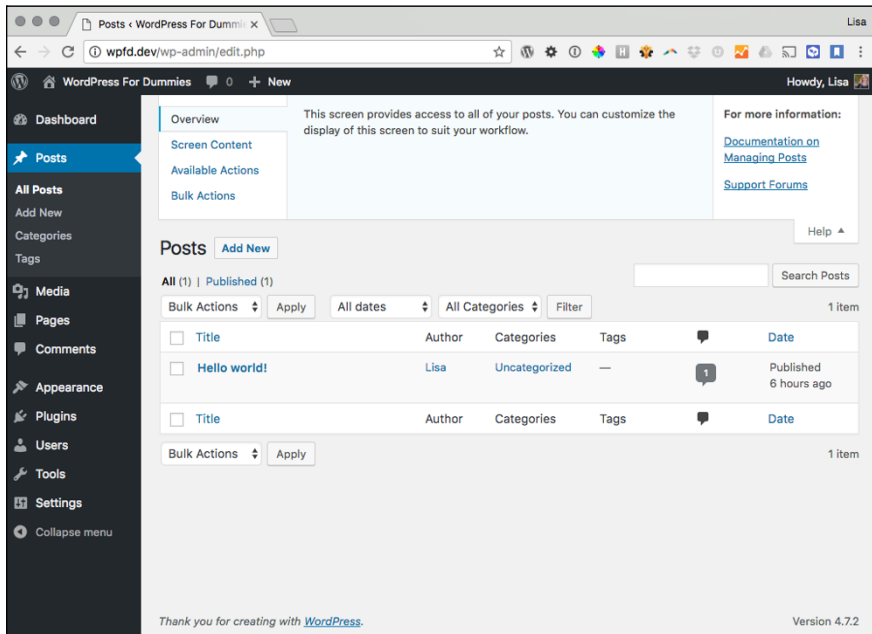 Posts ‹ WordPress For Dummi
Lisa
wpfd.dev/wp-admin/edit.php
WordPress For Dummies 0 + New
Howdy, Lisa
Dashboard
Posts
All Posts
Add New
Categories
Tags
Media
Pages
Comments
Appearance
Plugins
Users
Tools
Settings
Collapse menu
Overview
Screen Content
Available Actions
Bulk Actions
This screen provides access to all of your posts. You can customize the
display of this screen to suit your workflow.
For more information:
Documentation on
Managing Posts
Support Forums
Help
Posts Add New
All (1) | Published (1)
Search Posts
Bulk Actions Apply All dates All Categories Filter 1 item
Title Author Categories Tags Date
Hello world! Lisa Uncategorized — 1 Published
6 hours ago
Title Author Categories Tags Date
Bulk Actions Apply 1 item
Thank you for creating with WordPress. Version 4.7.2